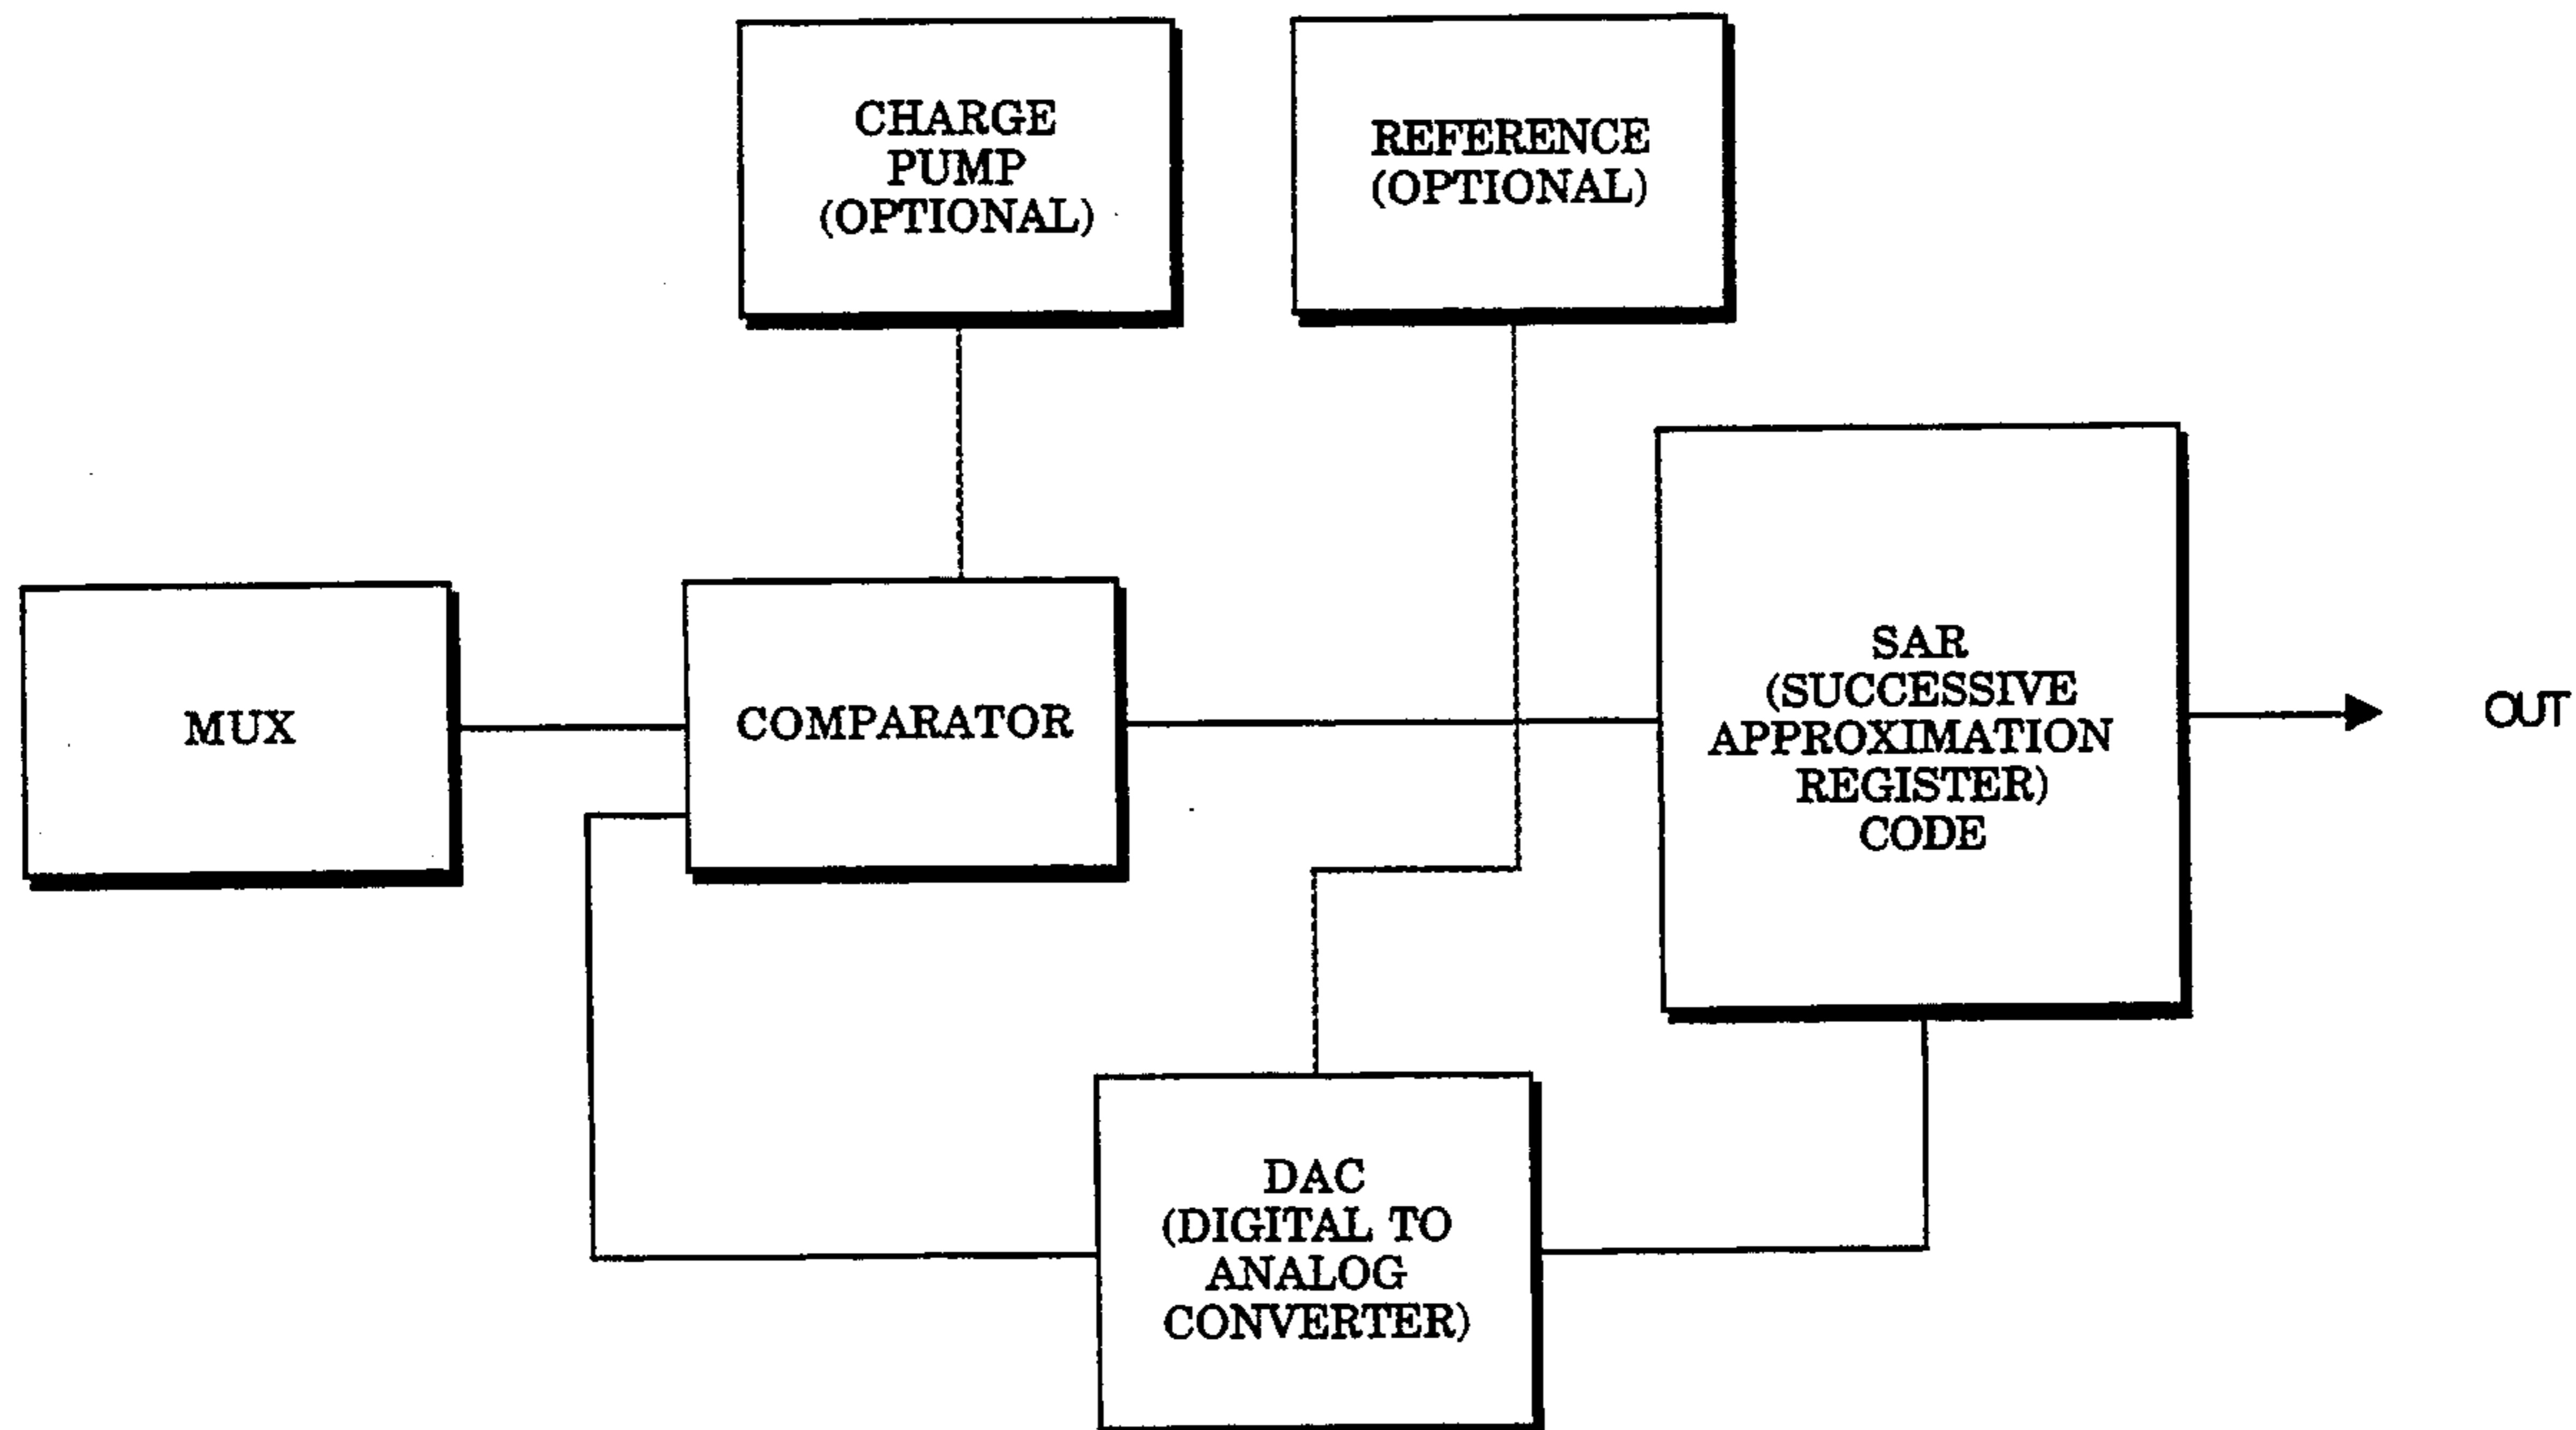 CHARGE
PUMP
(OPTIONAL)
REFERENCE
(OPTIONAL)
MUX
COMPARATOR
SAR
(SUCCESSIVE
APPROXIMATION
REGISTER)
CODE
OUT
DAC
(DIGITAL TO
ANALOG
CONVERTER)